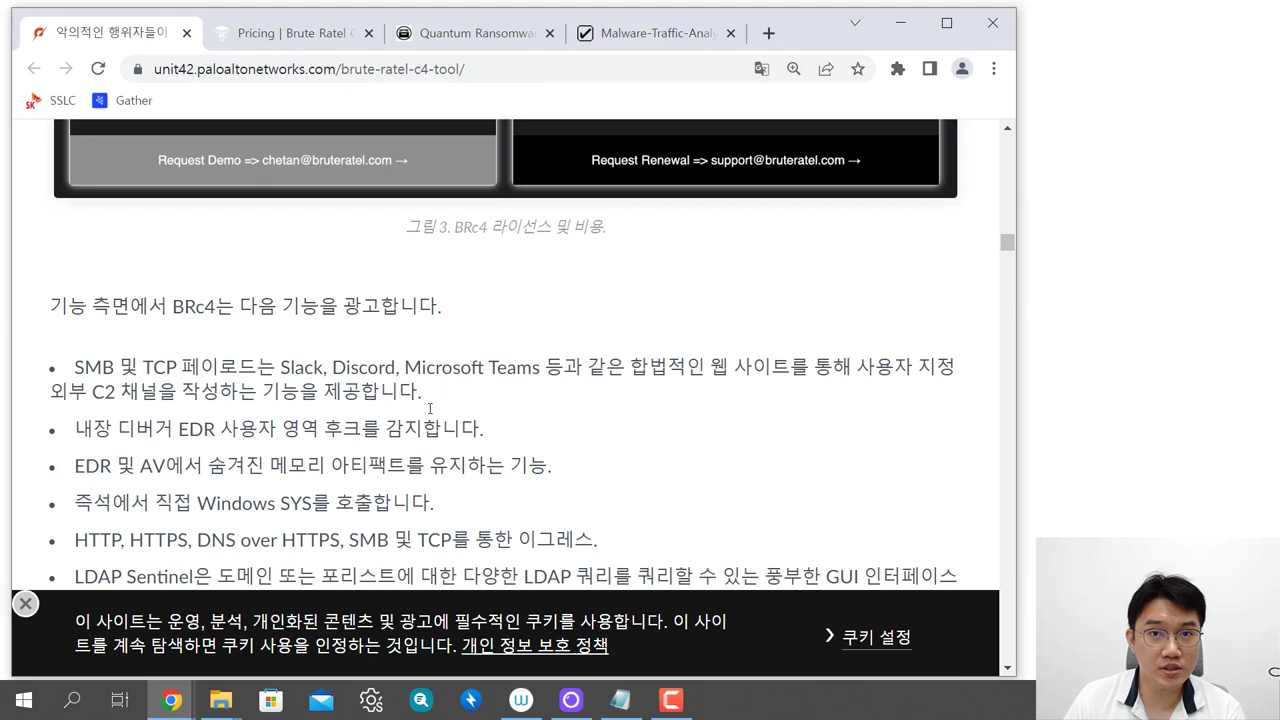 악의적인 행위자들이
Pricing | Brute Ratel C
Quantum Ransomwa
Malware-Traffic-Analy
unit42.paloaltonetworks.com/brute-ratel-c4-tool/
SK SSLC
Gather
Request Demo => chetan@bruteratel.com →
Request Renewal => support@bruteratel.com →
그림 3. BRc4 라이선스 및 비용.
기능 측면에서 BRc4는 다음 기능을 광고합니다.
• SMB 및 TCP 페이로드는 Slack, Discord, Microsoft Teams 등과 같은 합법적인 웹 사이트를 통해 사용자 지정
외부 C2 채널을 작성하는 기능을 제공합니다.
• 내장 디버거 EDR 사용자 영역 후크를 감지합니다.
• EDR 및 AV에서 숨겨진 메모리 아티팩트를 유지하는 기능.
• 즉석에서 직접 Windows SYS를 호출합니다.
• HTTP, HTTPS, DNS over HTTPS, SMB 및 TCP를 통한 이그레스.
• LDAP Sentinel은 도메인 또는 포리스트에 대한 다양한 LDAP 쿼리를 쿼리할 수 있는 풍부한 GUI 인터페이스
이 사이트는 운영, 분석, 개인화된 콘텐츠 및 광고에 필수적인 쿠키를 사용합니다. 이 사이
트를 계속 탐색하면 쿠키 사용을 인정하는 것입니다. 개인 정보 보호 정책
쿠키 설정